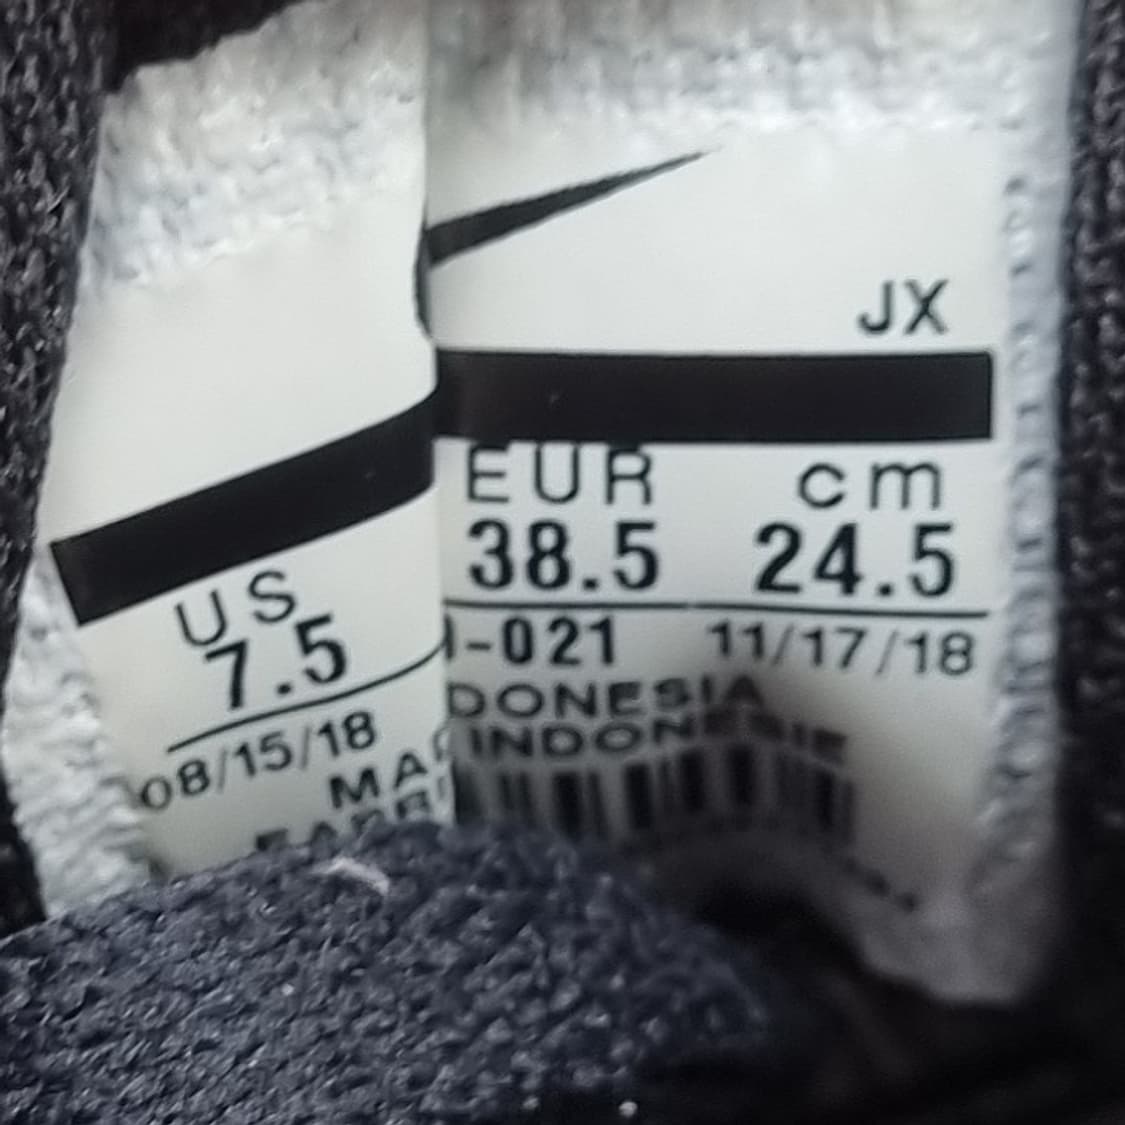 JX
US EUR cm
7.5 38.5 24.5
08/15/18 -021 11/17/18
MA DONESIA
INDONESIE